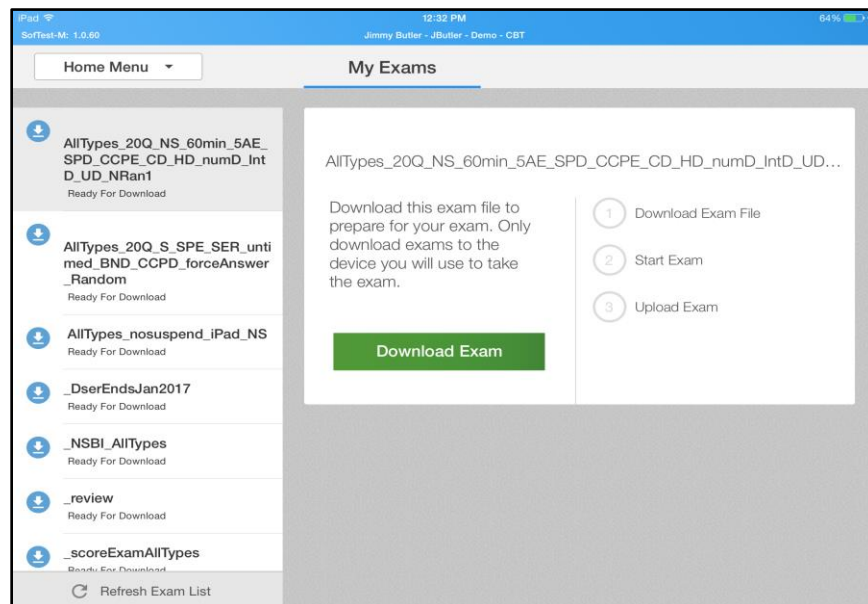 iPad
12:32 PM
64%
SofTest-M: 1.0.60
Jimmy Butler - JButler - Demo - CBT
Home Menu
My Exams
AllTypes_20Q_NS_60min_5AE_
SPD_CCPE_CD_HD_numD_Int
D_UD_NRan1
Ready For Download
AllTypes_20Q_S_SPE_SER_unti
med_BND_CCPD_forceAnswer
_Random
Ready For Download
AllTypes_nosuspend_iPad_NS
Ready For Download
_DserEndsJan2017
Ready For Download
_NSBI_AllTypes
Ready For Download
_review
Ready For Download
_scoreExamAllTypes
Ready For Download
Refresh Exam List
AllTypes_20Q_NS_60min_5AE_SPD_CCPE_CD_HD_numD_IntD_UD...
Download this exam file to
prepare for your exam. Only
download exams to the
device you will use to take
the exam.
Download Exam
1 Download Exam File
2 Start Exam
3 Upload Exam